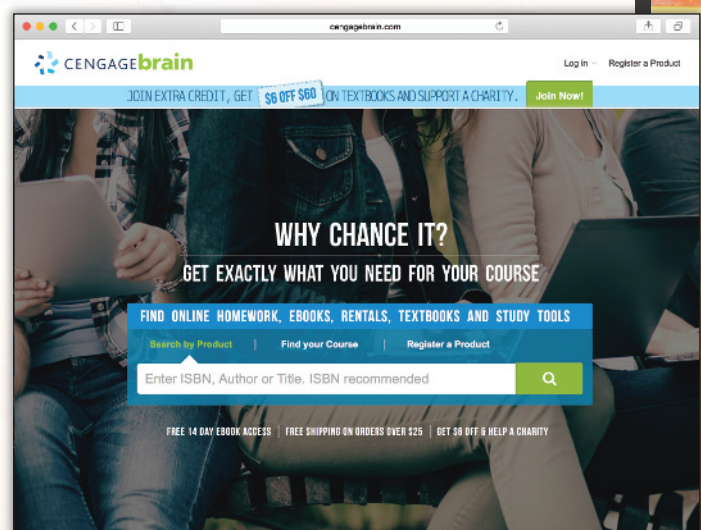 cengagebrain.com
CENGAGEbrain
Log in
Register a Product
JOIN EXTRA CREDIT, GET $6 OFF $60 ON TEXTBOOKS AND SUPPORT A CHARITY. Join Now!
WHY CHANCE IT?
GET EXACTLY WHAT YOU NEED FOR YOUR COURSE
FIND ONLINE HOMEWORK, EBOOKS, RENTALS, TEXTBOOKS AND STUDY TOOLS
Search by Product | Find your Course | Register a Product
Enter ISBN, Author or Title. ISBN recommended
FREE 14 DAY EBOOK ACCESS | FREE SHIPPING ON ORDERS OVER $25 | GET $6 OFF & HELP A CHARITY